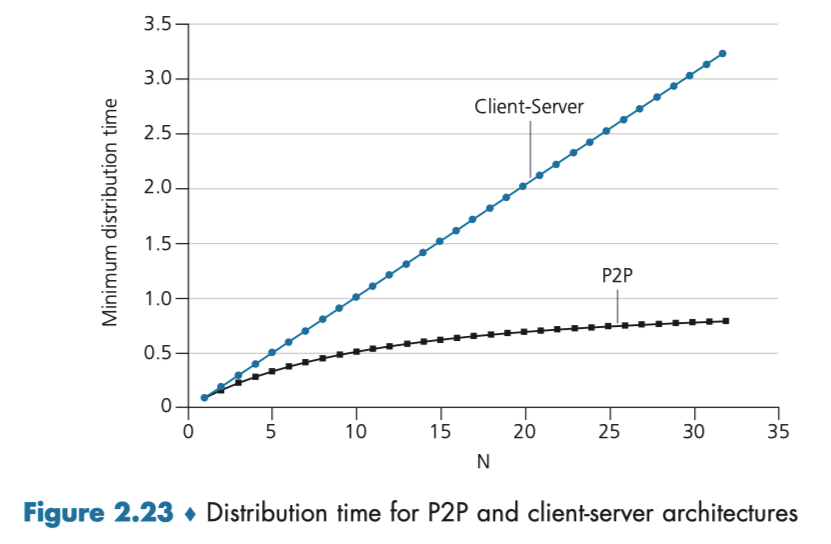 3.5
3.0
Client-Server
2.5
2.0
Minimum distribution time
1.5
P2P
1.0
0.5
0
0 5 10 15 20 25 30 35
N
Figure 2.23 ♦ Distribution time for P2P and client-server architectures